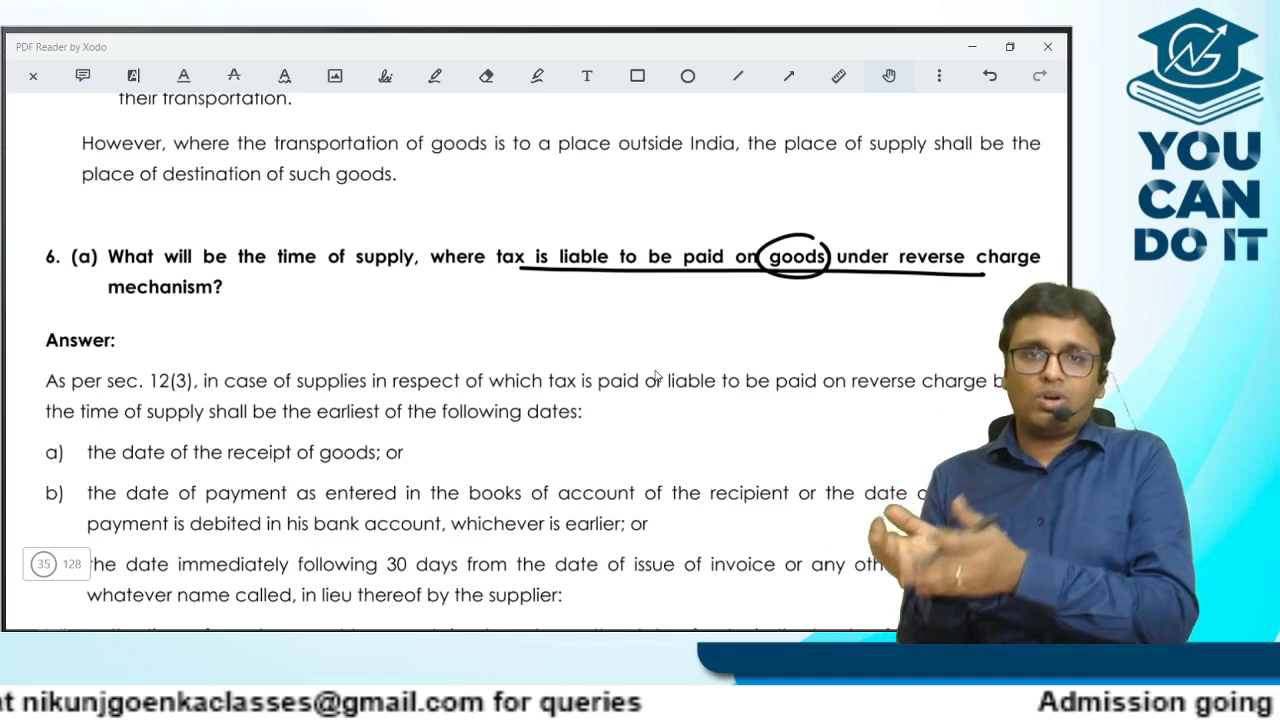 PDF Reader by Xodo
their transportation.
However, where the transportation of goods is to a place outside India, the place of supply shall be the
place of destination of such goods.
6. (a) What will be the time of supply, where tax is liable to be paid on goods under reverse charge
mechanism?
Answer:
As per sec. 12(3), in case of supplies in respect of which tax is paid or liable to be paid on reverse charge
the time of supply shall be the earliest of the following dates:
a) the date of the receipt of goods; or
b) the date of payment as entered in the books of account of the recipient or the date
payment is debited in his bank account, whichever is earlier; or
35 128 the date immediately following 30 days from the date of issue of invoice or any
whatever name called, in lieu thereof by the supplier:
NG
YOU
CAN
DO IT
at nikunjgoenkaclasses@gmail.com for queries Admission going